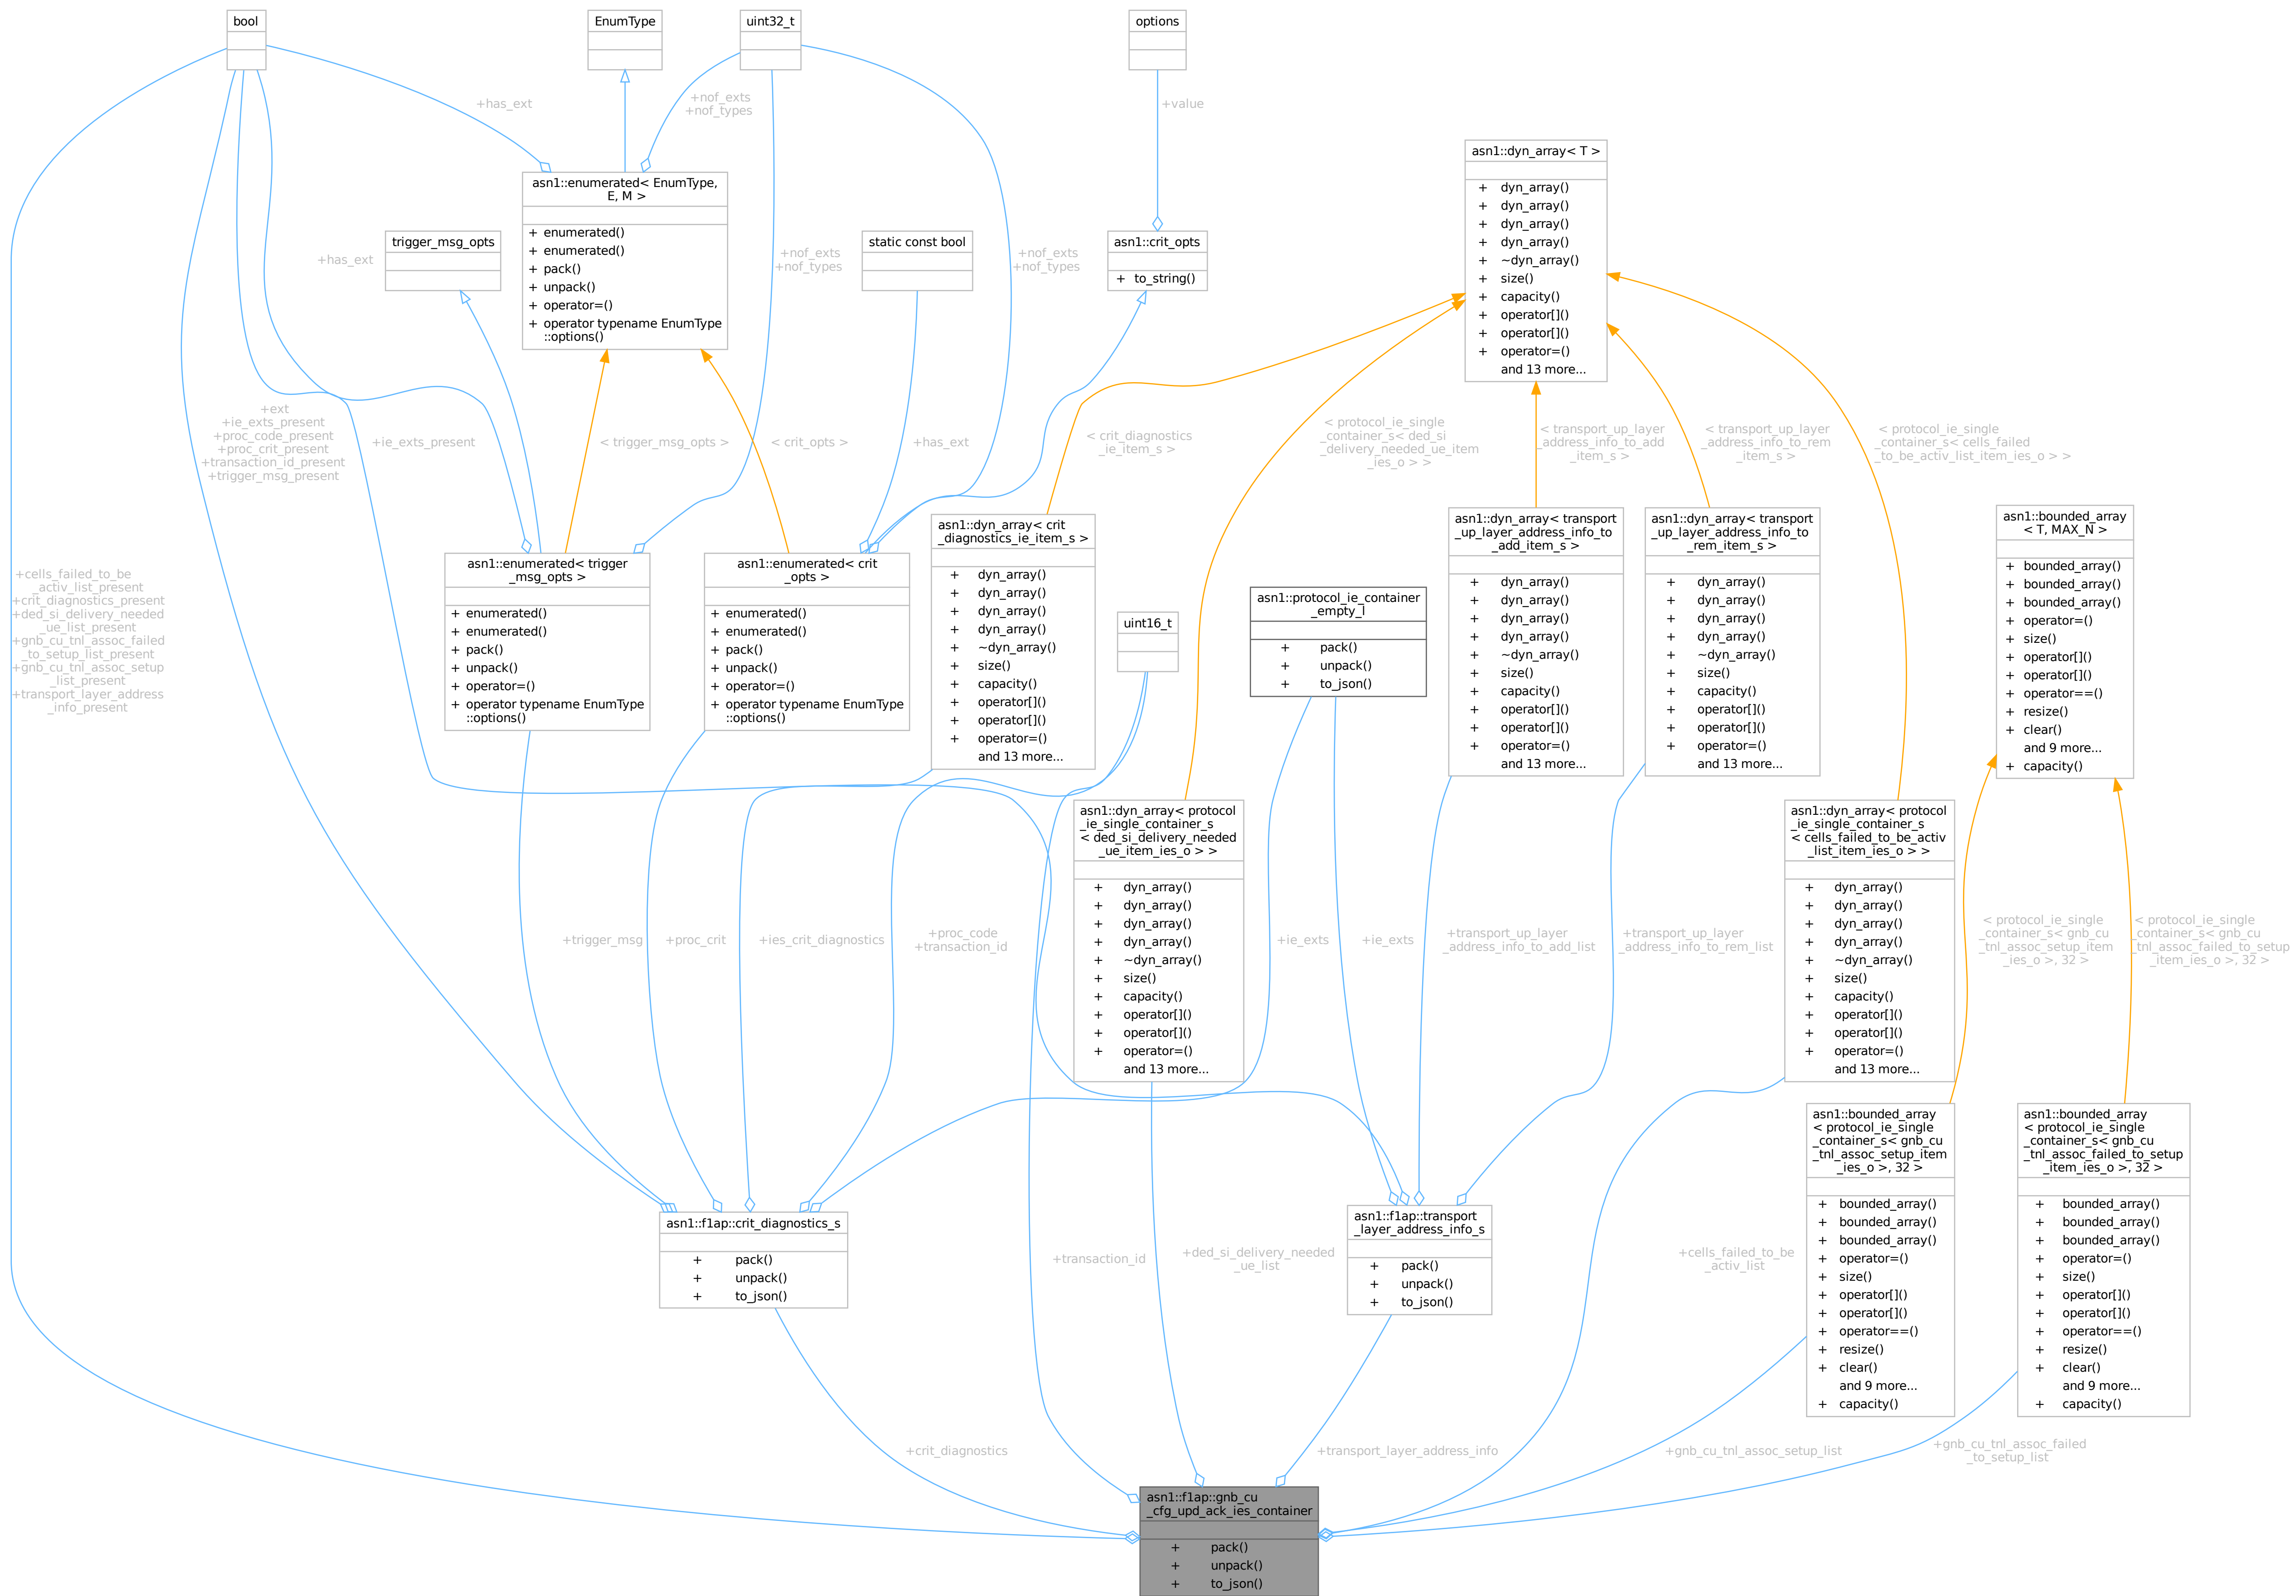 bool
EnumType
uint32_t
options
+has_ext
+nof_exts
+nof_types
+value
asn1::dyn_array< T >
+ dyn_array()
+ dyn_array()
+ dyn_array()
+ dyn_array()
+ ~dyn_array()
+ size()
+ capacity()
+ operator[]()
+ operator[]()
+ operator=()
and 13 more...
asn1::enumerated< EnumType,
E, M >
+ enumerated()
+ enumerated()
+ pack()
+ unpack()
+ operator=()
+ operator typename EnumType
::options()
trigger_msg_opts
static const bool
asn1::crit_opts
+ to_string()
+has_ext
+nof_exts
+nof_types
+nof_exts
+nof_types
+ext
+ie_exts_present
+proc_code_present
+proc_crit_present
+transaction_id_present
+trigger_msg_present
+ie_exts_present
< trigger_msg_opts >
< crit_opts >
+has_ext
< crit_diagnostics
_ie_item_s >
< protocol_ie_single
_container_s< ded_si
_delivery_needed_ue_item
_ies_o > >
< transport_up_layer
_address_info_to_add
_item_s >
< transport_up_layer
_address_info_to_rem
_item_s >
< protocol_ie_single
_container_s< cells_failed
_to_be_activ_list_item_ies_o > >
+cells_failed_to_be
_activ_list_present
+crit_diagnostics_present
+ded_si_delivery_needed
_ue_list_present
+gnb_cu_tnl_assoc_failed
_to_setup_list_present
+gnb_cu_tnl_assoc_setup
_list_present
+transport_layer_address
_info_present
asn1::enumerated< trigger
_msg_opts >
+ enumerated()
+ enumerated()
+ pack()
+ unpack()
+ operator=()
+ operator typename EnumType
::options()
asn1::enumerated< crit
_opts >
+ enumerated()
+ enumerated()
+ pack()
+ unpack()
+ operator=()
+ operator typename EnumType
::options()
asn1::dyn_array< crit
_diagnostics_ie_item_s >
+ dyn_array()
+ dyn_array()
+ dyn_array()
+ dyn_array()
+ ~dyn_array()
+ size()
+ capacity()
+ operator[]()
+ operator[]()
+ operator=()
and 13 more...
uint16_t
asn1::protocol_ie_container
_empty_l
+ pack()
+ unpack()
+ to_json()
asn1::dyn_array< transport
_up_layer_address_info_to
_add_item_s >
+ dyn_array()
+ dyn_array()
+ dyn_array()
+ dyn_array()
+ ~dyn_array()
+ size()
+ capacity()
+ operator[]()
+ operator[]()
+ operator=()
and 13 more...
asn1::dyn_array< transport
_up_layer_address_info_to
_rem_item_s >
+ dyn_array()
+ dyn_array()
+ dyn_array()
+ dyn_array()
+ ~dyn_array()
+ size()
+ capacity()
+ operator[]()
+ operator[]()
+ operator=()
and 13 more...
asn1::bounded_array
< T, MAX_N >
+ bounded_array()
+ bounded_array()
+ bounded_array()
+ operator=()
+ size()
+ operator[]()
+ operator[]()
+ operator==()
+ resize()
+ clear()
and 9 more...
+ capacity()
asn1::dyn_array< protocol
_ie_single_container_s
< ded_si_delivery_needed
_ue_item_ies_o > >
+ dyn_array()
+ dyn_array()
+ dyn_array()
+ dyn_array()
+ ~dyn_array()
+ size()
+ capacity()
+ operator[]()
+ operator[]()
+ operator=()
and 13 more...
asn1::dyn_array< protocol
_ie_single_container_s
< cells_failed_to_be_activ
_list_item_ies_o > >
+ dyn_array()
+ dyn_array()
+ dyn_array()
+ dyn_array()
+ ~dyn_array()
+ size()
+ capacity()
+ operator[]()
+ operator[]()
+ operator=()
and 13 more...
+trigger_msg
+proc_crit
+ies_crit_diagnostics
+proc_code
+transaction_id
+ie_exts
+ie_exts
+transport_up_layer
_address_info_to_add_list
+transport_up_layer
_address_info_to_rem_list
< protocol_ie_single
_container_s< gnb_cu
_tnl_assoc_setup_item
_ies_o >, 32 >
< protocol_ie_single
_container_s< gnb_cu
_tnl_assoc_failed_to_setup
_item_ies_o >, 32 >
asn1::f1ap::crit_diagnostics_s
+ pack()
+ unpack()
+ to_json()
+transaction_id
+ded_si_delivery_needed
_ue_list
asn1::f1ap::transport
_layer_address_info_s
+ pack()
+ unpack()
+ to_json()
+cells_failed_to_be
_activ_list
asn1::bounded_array
< protocol_ie_single
_container_s< gnb_cu
_tnl_assoc_setup_item
_ies_o >, 32 >
+ bounded_array()
+ bounded_array()
+ bounded_array()
+ operator=()
+ size()
+ operator[]()
+ operator[]()
+ operator==()
+ resize()
+ clear()
and 9 more...
+ capacity()
asn1::bounded_array
< protocol_ie_single
_container_s< gnb_cu
_tnl_assoc_failed_to_setup
_item_ies_o >, 32 >
+ bounded_array()
+ bounded_array()
+ bounded_array()
+ operator=()
+ size()
+ operator[]()
+ operator[]()
+ operator==()
+ resize()
+ clear()
and 9 more...
+ capacity()
+crit_diagnostics
+transport_layer_address_info
+gnb_cu_tnl_assoc_setup_list
+gnb_cu_tnl_assoc_failed
_to_setup_list
asn1::f1ap::gnb_cu
_cfg_upd_ack_ies_container
+ pack()
+ unpack()
+ to_json()